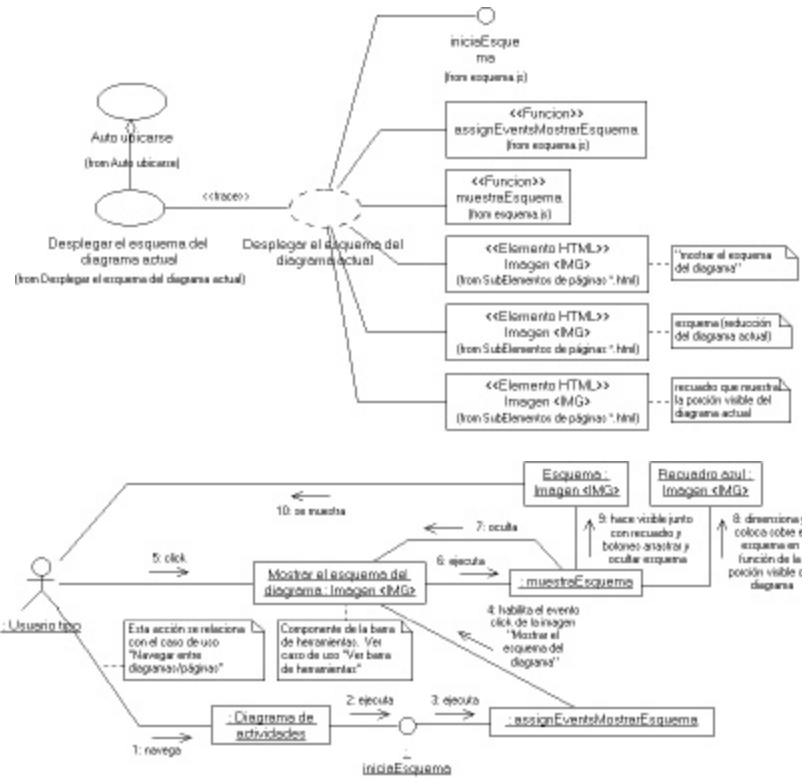 iniciaEsque
ma
(from esquema.js)
<<Funcion>>
assignEventsMostrarEsquema
(from esquema.js)
Auto ubicarse
(from Auto ubicarse)
<<trace>>
<<Funcion>>
muestraEsquema
(from esquema.js)
Desplegar el esquema del
diagrama actual
(from Desplegar el esquema del diagrama actual)
Desplegar el esquema del
diagrama actual
<<Elemento HTML>>
Imagen <IMG>
(from SubElementos de páginas *.html)
"mostrar el esquema
del diagrama"
<<Elemento HTML>>
Imagen <IMG>
(from SubElementos de páginas *.html)
esquema (reducción
del diagrama actual)
<<Elemento HTML>>
Imagen <IMG>
(from SubElementos de páginas *.html)
recuadro que muestra
la porción visible del
diagrama actual
Esquema :
Imagen <IMG>
Recuadro azul :
Imagen <IMG>
10: se muestra
7: oculta
9: hace visible junto
con recuadro y
botones arrastrar y
ocultar esquema
8: dimensiona y
coloca sobre e
esquema en
función de la
porción visible d
diagrama
5: click
6: ejecuta
Mostrar el esquema del
diagrama : Imagen <IMG>
: muestraEsquema
: Usuario tipo
Esta acción se relaciona
con el caso de uso
"Navegar entre
diagramas/páginas"
Componente de la barra
de herramientas. Ver
caso de uso "Ver barra
de herramientas"
4: habilita el evento
click de la imagen
"Mostrar el
esquema del
diagrama"
1: navega
: Diagrama de
actividades
2: ejecuta
3: ejecuta
: assignEventsMostrarEsquema
:
iniciaEsquema